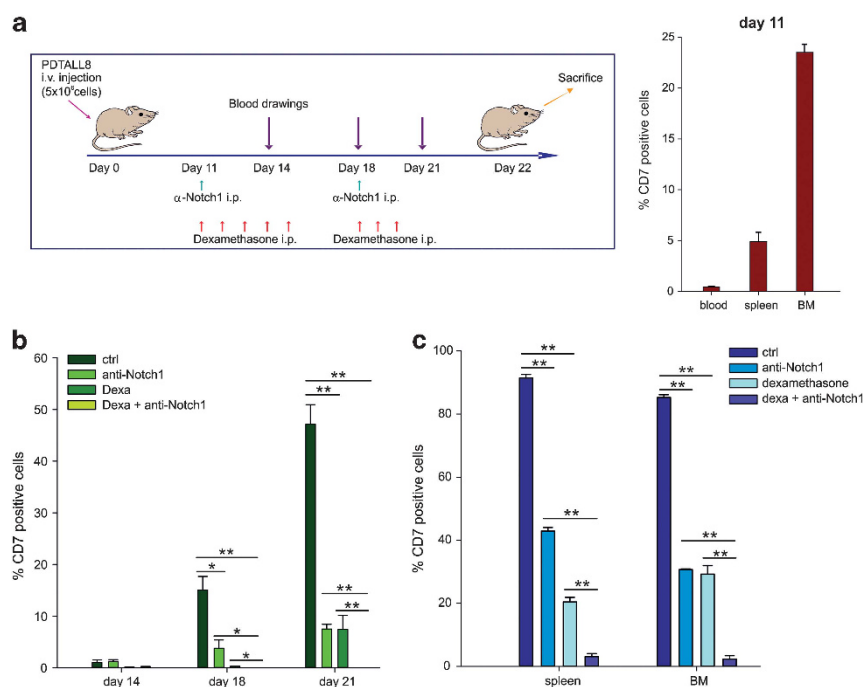 a
PDTALL8
i.v. injection
(5x10⁶cells)
Blood drawings
Sacrifice
Day 0
Day 11
Day 14
Day 18
Day 21
Day 22
α-Notch1 i.p.
α-Notch1 i.p.
Dexamethasone i.p.
Dexamethasone i.p.
day 11
% CD7 positive cells
25
20
15
10
5
0
blood
spleen
BM
b
ctrl
anti-Notch1
Dexa
Dexa + anti-Notch1
% CD7 positive cells
60
50
40
30
20
10
0
**
*
*
*
**
**
**
**
day 14
day 18
day 21
c
ctrl
anti-Notch1
dexamethasone
dexa + anti-Notch1
% CD7 positive cells
100
80
60
40
20
0
**
**
**
**
**
**
**
**
spleen
BM